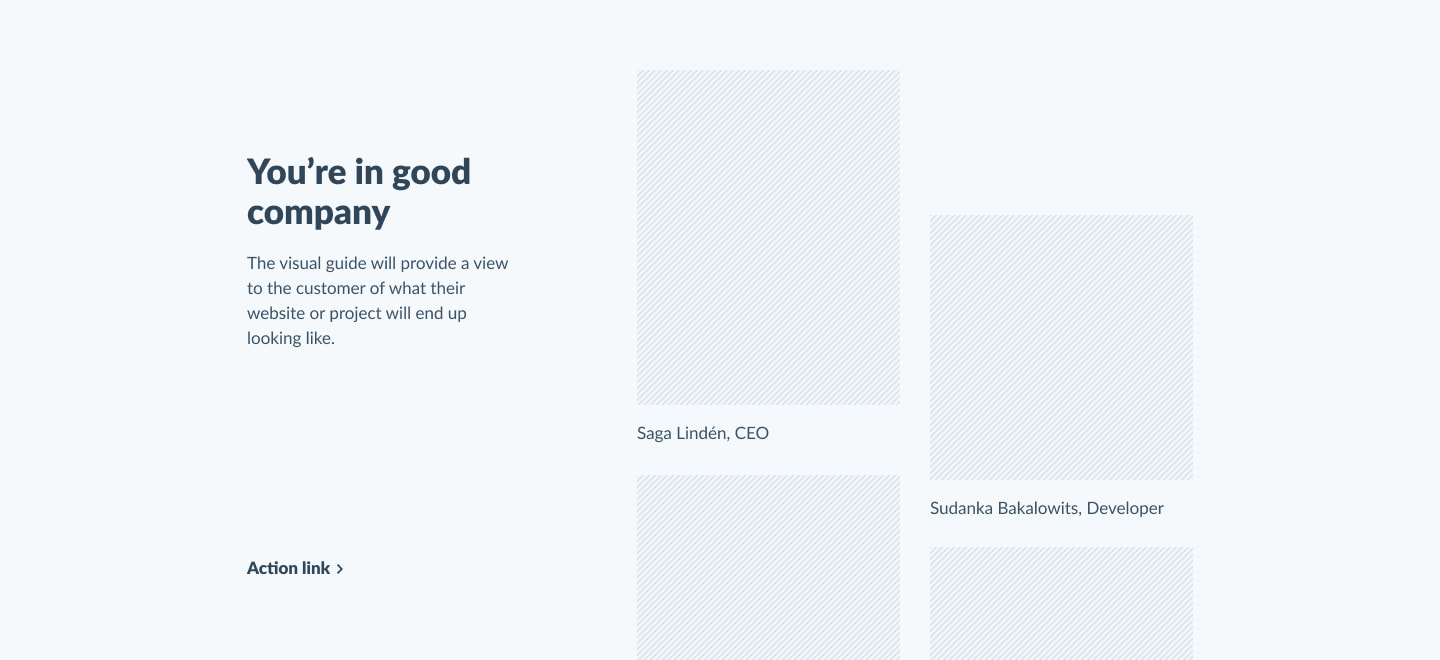 You’re in good
company
The visual guide will provide a view
to the customer of what their
website or project will end up
looking like.
Action link
Saga Lindén, CEO
Sudanka Bakalowits, Developer